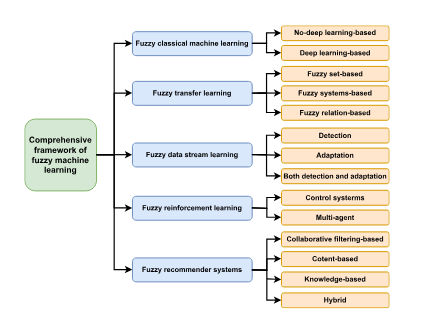 Comprehensive
framework of
fuzzy machine
learning
Fuzzy classical machine learning
No-deep learning-based
Deep learning-based
Fuzzy transfer learning
Fuzzy set-based
Fuzzy systems-based
Fuzzy relation-based
Fuzzy data stream learning
Detection
Adaptation
Both detection and adaptation
Fuzzy reinforcement learning
Control systerms
Multi-agent
Fuzzy recommender systems
Collaborative filtering-based
Cotent-based
Knowledge-based
Hybrid